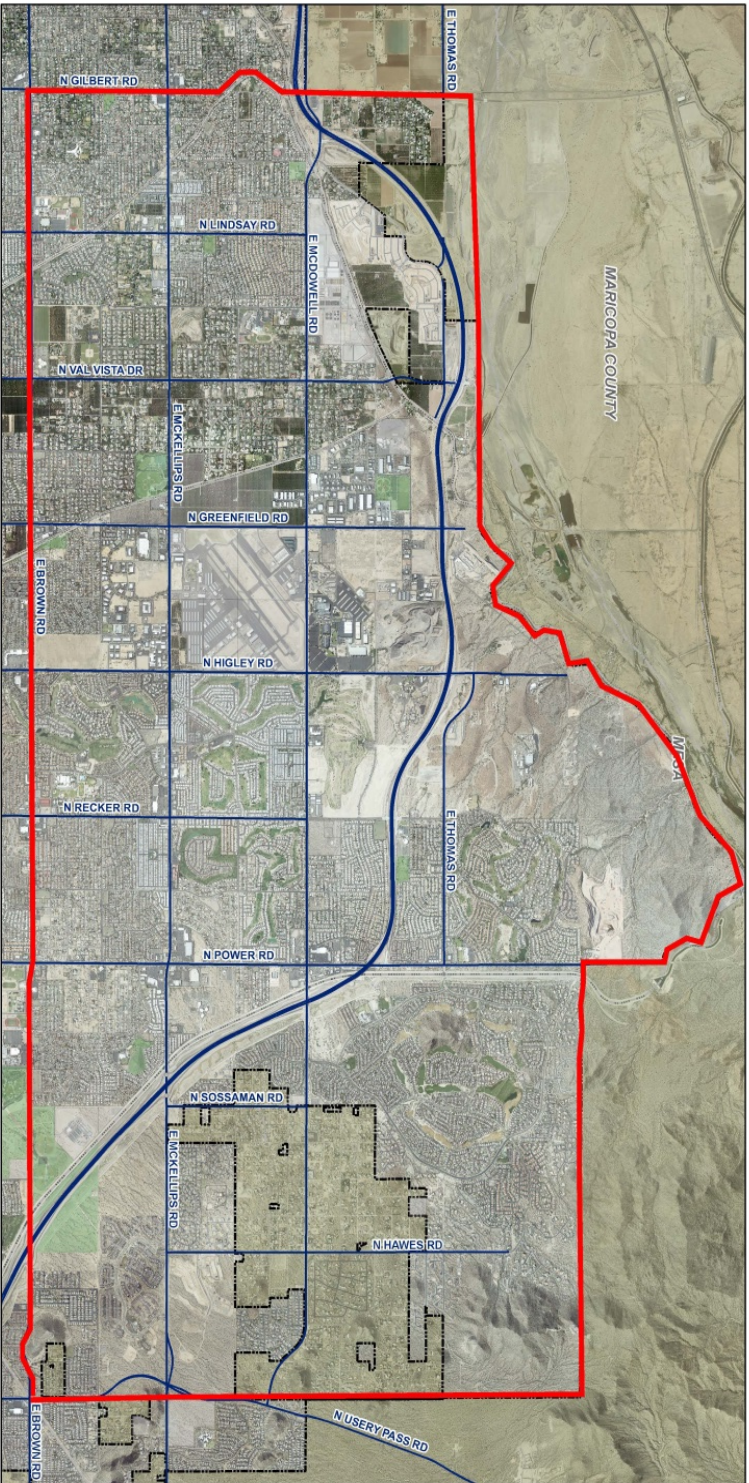 E THOMAS RD
N GILBERT RD
N LINDSAY RD
E MCDOWELL RD
MARICOPA COUNTY
N VAL VISTA DR
E MCKELLIPS RD
N GREENFIELD RD
E BROWN RD
N HIGLEY RD
MESA
N RECKER RD
E THOMAS RD
N POWER RD
N SOSSAMAN RD
E MCKELLIPS RD
N HAWES RD
E BROWN RD
N USERY PASS RD